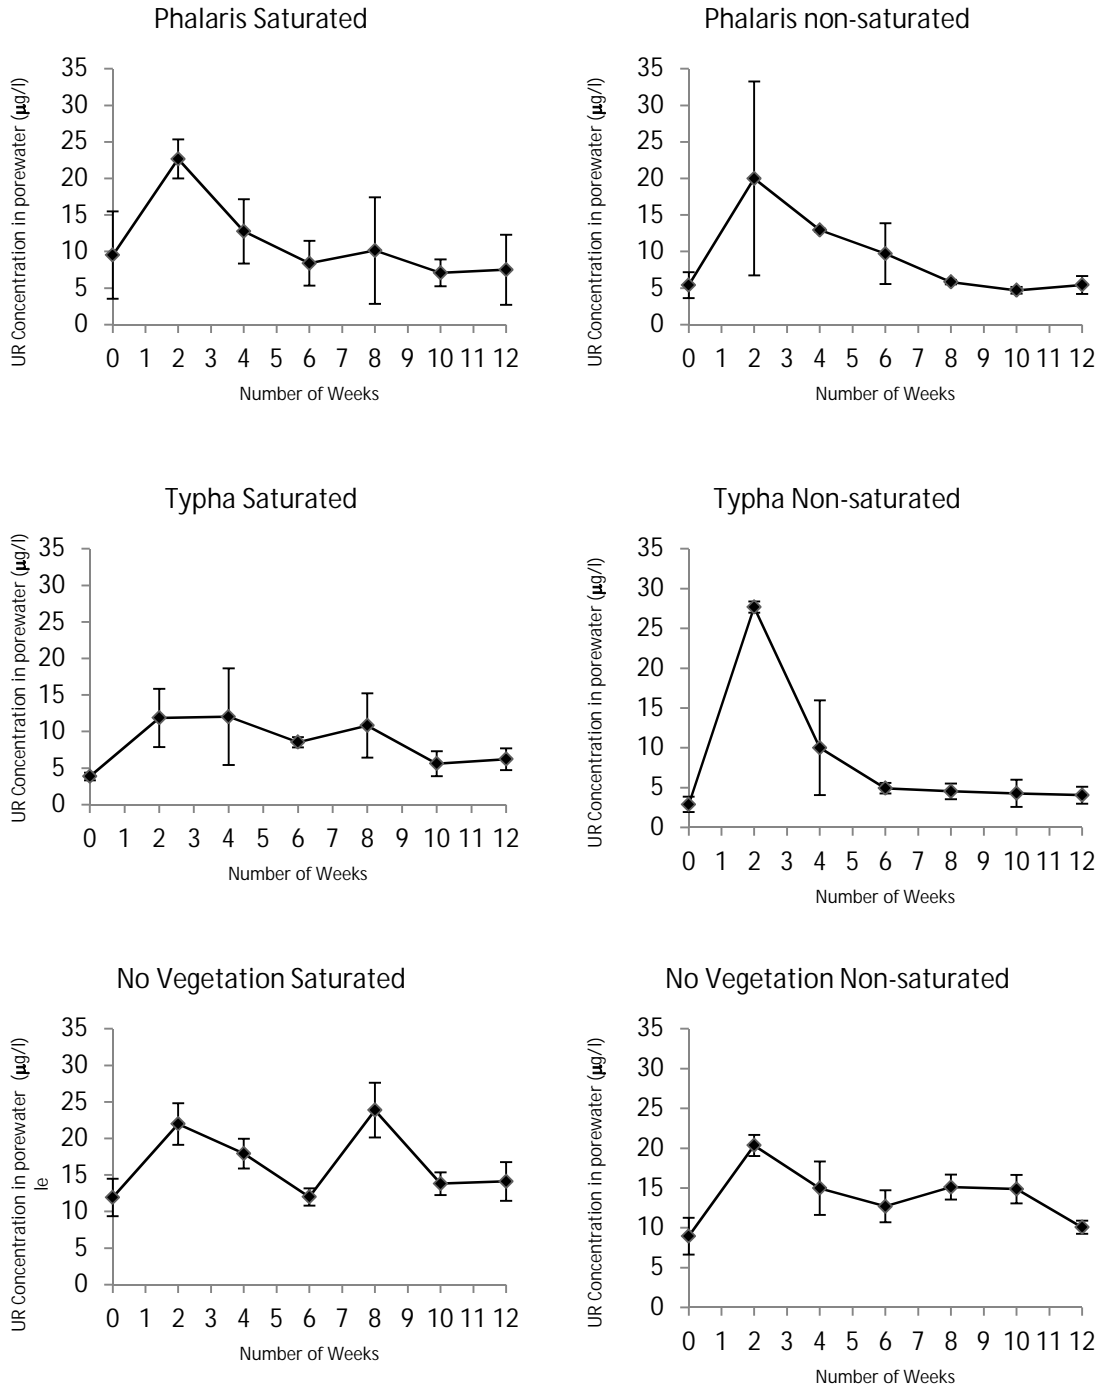 Phalaris Saturated
UR Concentration in porewater (µg/l)
35
30
25
20
15
10
5
0
0 1 2 3 4 5 6 7 8 9 10 11 12
Number of Weeks
Phalaris non-saturated
UR Concentration in porewater (µg/l)
35
30
25
20
15
10
5
0
0 1 2 3 4 5 6 7 8 9 10 11 12
Number of Weeks
Typha Saturated
UR Concentration in porewater (µg/l)
35
30
25
20
15
10
5
0
0 1 2 3 4 5 6 7 8 9 10 11 12
Number of Weeks
Typha Non-saturated
UR Concentration in porewater (µg/l)
35
30
25
20
15
10
5
0
0 1 2 3 4 5 6 7 8 9 10 11 12
Number of Weeks
No Vegetation Saturated
UR Concentration in porewater (µg/l)
le
35
30
25
20
15
10
5
0
0 1 2 3 4 5 6 7 8 9 10 11 12
Number of Weeks
No Vegetation Non-saturated
UR Concentration in porewater (µg/l)
35
30
25
20
15
10
5
0
0 1 2 3 4 5 6 7 8 9 10 11 12
Number of Weeks